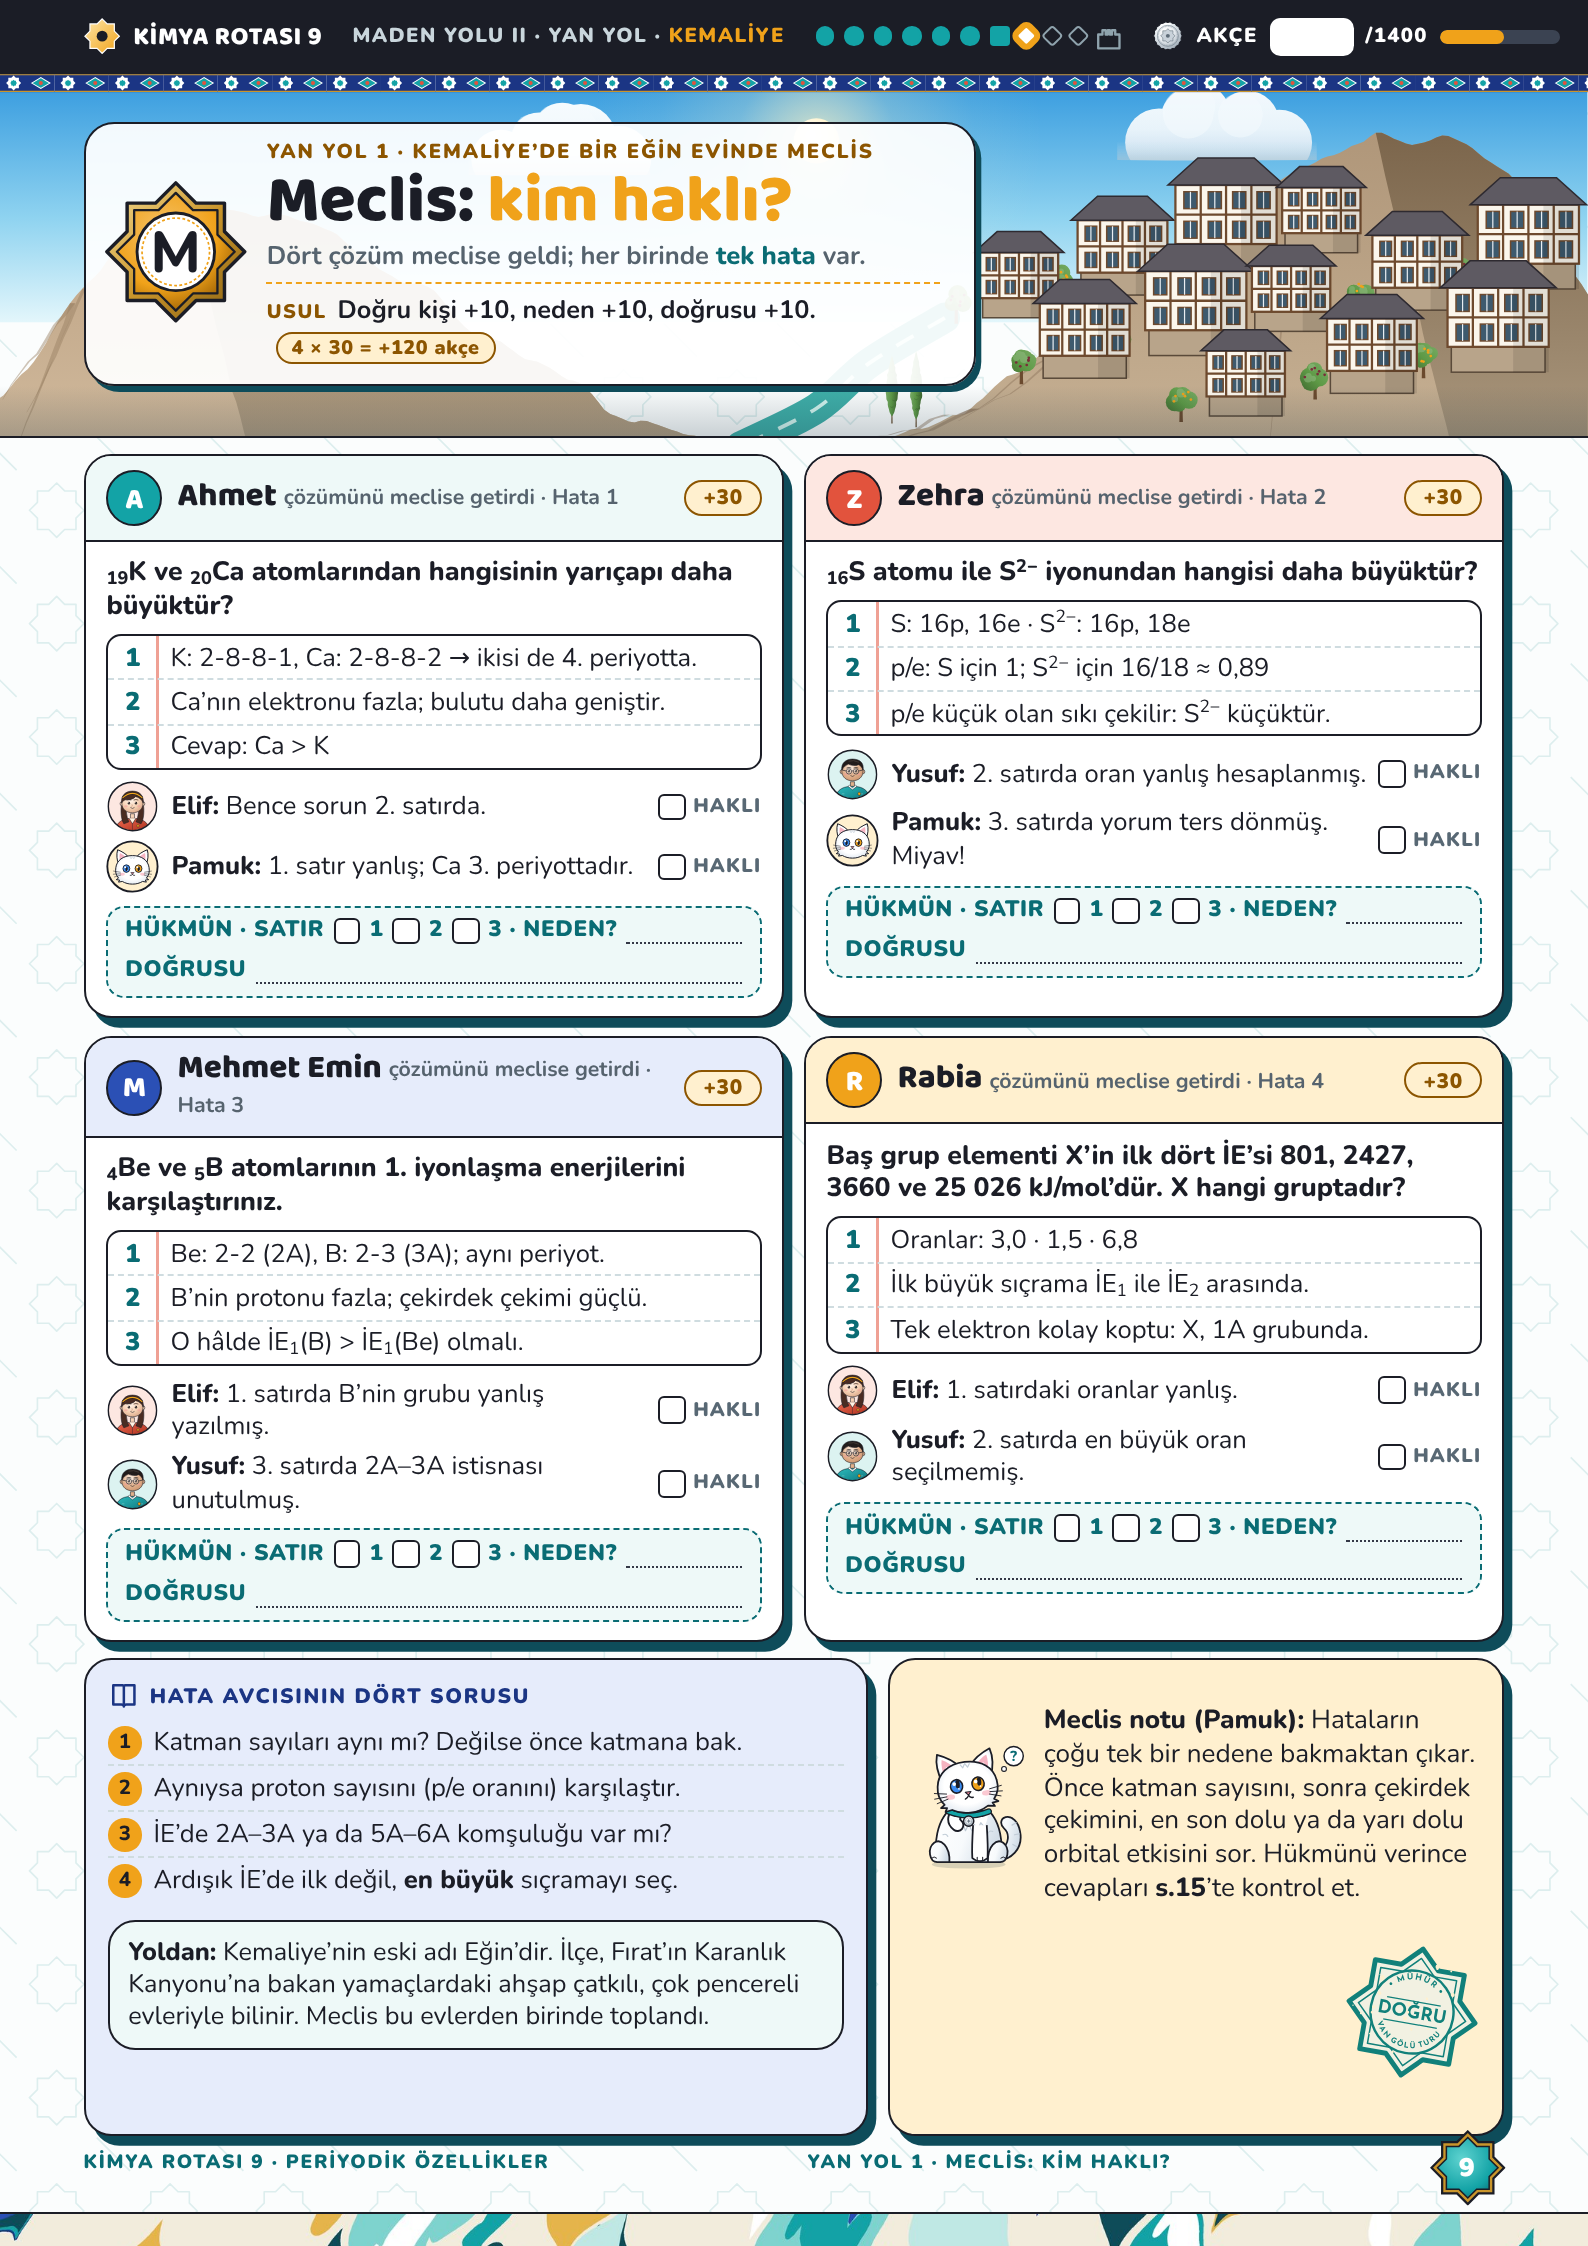 KİMYA ROTASI 9 MADEN YOLU II · YAN YOL · KEMALİYE AKÇE /1400
YAN YOL 1 · KEMALİYE’DE BİR EĞİN EVİNDE MECLİS
M
Meclis: kim haklı?
Dört çözüm meclise geldi; her birinde tek hata var.
USUL Doğru kişi +10, neden +10, doğrusu +10.
4 × 30 = +120 akçe
A Ahmet çözümünü meclise getirdi · Hata 1 +30
₁₉K ve ₂₀Ca atomlarından hangisinin yarıçapı daha
büyüktür?
1 K: 2-8-8-1, Ca: 2-8-8-2 → ikisi de 4. periyotta.
2 Ca’nın elektronu fazla; bulutu daha geniştir.
3 Cevap: Ca > K
Elif: Bence sorun 2. satırda. HAKLI
Pamuk: 1. satır yanlış; Ca 3. periyottadır. HAKLI
HÜKMÜN · SATIR 1 2 3 · NEDEN?
DOĞRUSU
Z Zehra çözümünü meclise getirdi · Hata 2 +30
₁₆S atomu ile S²⁻ iyonundan hangisi daha büyüktür?
1 S: 16p, 16e · S²⁻: 16p, 18e
2 p/e: S için 1; S²⁻ için 16/18 ≈ 0,89
3 p/e küçük olan sıkı çekilir: S²⁻ küçüktür.
Yusuf: 2. satırda oran yanlış hesaplanmış. HAKLI
Pamuk: 3. satırda yorum ters dönmüş.
Miyav! HAKLI
HÜKMÜN · SATIR 1 2 3 · NEDEN?
DOĞRUSU
M Mehmet Emin çözümünü meclise getirdi ·
Hata 3 +30
₄Be ve ₅B atomlarının 1. iyonlaşma enerjilerini
karşılaştırınız.
1 Be: 2-2 (2A), B: 2-3 (3A); aynı periyot.
2 B’nin protonu fazla; çekirdek çekimi güçlü.
3 O hâlde İE₁(B) > İE₁(Be) olmalı.
Elif: 1. satırda B’nin grubu yanlış
yazılmış. HAKLI
Yusuf: 3. satırda 2A–3A istisnası
unutulmuş. HAKLI
HÜKMÜN · SATIR 1 2 3 · NEDEN?
DOĞRUSU
R Rabia çözümünü meclise getirdi · Hata 4 +30
Baş grup elementi X’in ilk dört İE’si 801, 2427,
3660 ve 25 026 kJ/mol’dür. X hangi gruptadır?
1 Oranlar: 3,0 · 1,5 · 6,8
2 İlk büyük sıçrama İE₁ ile İE₂ arasında.
3 Tek elektron kolay koptu: X, 1A grubunda.
Elif: 1. satırdaki oranlar yanlış. HAKLI
Yusuf: 2. satırda en büyük oran
seçilmemiş. HAKLI
HÜKMÜN · SATIR 1 2 3 · NEDEN?
DOĞRUSU
HATA AVCISININ DÖRT SORUSU
1 Katman sayıları aynı mı? Değilse önce katmana bak.
2 Aynıysa proton sayısını (p/e oranını) karşılaştır.
3 İE’de 2A–3A ya da 5A–6A komşuluğu var mı?
4 Ardışık İE’de ilk değil, en büyük sıçramayı seç.
Yoldan: Kemaliye’nin eski adı Eğin’dir. İlçe, Fırat’ın Karanlık
Kanyonu’na bakan yamaçlardaki ahşap çatkılı, çok pencereli
evleriyle bilinir. Meclis bu evlerden birinde toplandı.
?
Meclis notu (Pamuk): Hataların
çoğu tek bir nedene bakmaktan çıkar.
Önce katman sayısını, sonra çekirdek
çekimini, en son dolu ya da yarı dolu
orbital etkisini sor. Hükmünü verince
cevapları s.15’te kontrol et.
· MÜHÜR ·
DOĞRU
VAN GÖLÜ TURU
KİMYA ROTASI 9 · PERİYODİK ÖZELLİKLER YAN YOL 1 · MECLİS: KİM HAKLI? 9